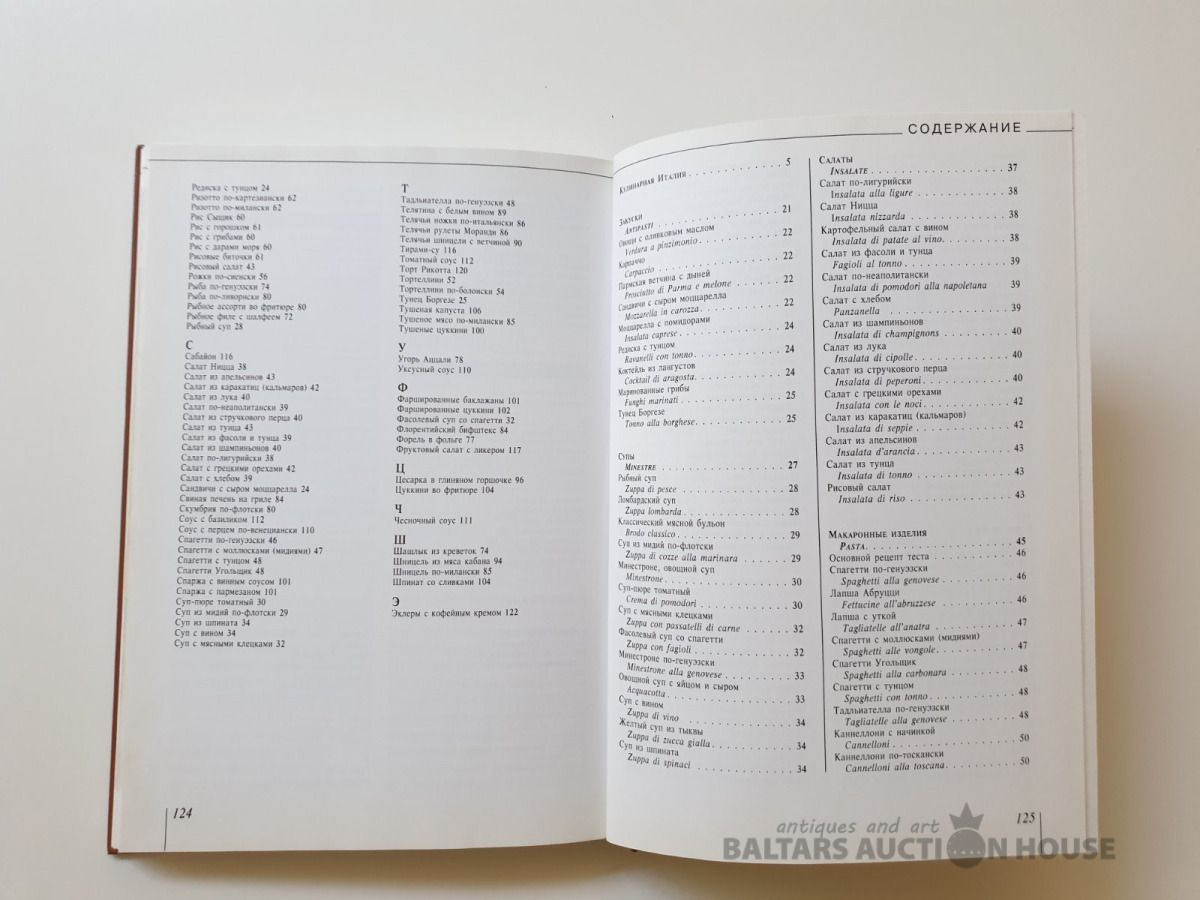 Редиска с тунцом 24
Ризотто по-картезиански 62
Ризотто по-милански 62
Рис Сыщик 60
Рис с горошком 61
Рис с грибами 60
Рис с дарами моря 60
Рисовые биточки 61
Рисовый салат 43
Рожки по-сиенски 56
Рыба по-генуэзски 74
Рыба по-ливорнски 80
Рыбное ассорти во фритюре 80
Рыбное филе с шалфеем 72
Рыбный суп 28
С
Сабайон 116
Салат Ницца 38
Салат из апельсинов 43
Салат из каракатиц (кальмаров) 42
Салат из лука 40
Салат по-неаполитански 39
Салат из стручкового перца 40
Салат из тунца 43
Салат из фасоли и тунца 39
Салат из шампиньонов 40
Салат по-лигурийски 38
Салат с грецкими орехами 42
Салат с хлебом 39
Сандвичи с сыром моццарелла 24
Свиная печень на гриле 84
Скумбрия по-флотски 80
Соус с базиликом 112
Соус с перцем по-венециански 110
Спагетти по-генуэзски 46
Спагетти с моллюсками (мидиями) 47
Спагетти с тунцом 48
Спагетти Угольщик 48
Спаржа с винным соусом 101
Спаржа с пармезаном 101
Суп-пюре томатный 30
Суп из мидий по-флотски 29
Суп из шпината 34
Суп с вином 34
Суп с мясными клецками 32
Т
Тадльиателла по-генуэзски 48
Телятина с белым вином 89
Телячьи ножки по-итальянски 86
Телячьи рулеты Моранди 86
Телячьи шницели с ветчиной 90
Тирами-су 116
Томатный соус 112
Торт Рикотта 120
Тортеллини 52
Тортеллини по-болонски 54
Тунец Боргезе 25
Тушеная капуста 106
Тушеное мясо по-милански 85
Тушеные цуккини 100
У
Угорь Аццали 78
Уксусный соус 110
Ф
Фаршированные баклажаны 101
Фаршированные цуккини 102
Фасолевый суп со спагетти 32
Флорентийский бифштекс 84
Форель в фольге 77
Фруктовый салат с ликером 117
Ц
Цесарка в глиняном горшочке 96
Цуккини во фритюре 104
Ч
Чесночный соус 111
Ш
Шашлык из креветок 74
Шницель из мяса кабана 94
Шницель по-милански 85
Шпинат со сливками 104
Э
Эклеры с кофейным кремом 122
124
СОДЕРЖАНИЕ
КУЛИНАРНАЯ ИТАЛИЯ . . . . . . . . . . . 5
ЗАКУСКИ
ANTIPASTI . . . . . . . . . . . . . . . 21
Овощи с оливковым маслом
Verdura a pinzimonio . . . . . . . . . . 22
Карпаччо
Carpaccio . . . . . . . . . . . . . . . 22
Пармская ветчина с дыней
Prosciutto di Parma e melone . . . . . . 22
Сандвичи с сыром моццарелла
Mozzarella in carozza . . . . . . . . . . 22
Моццарелла с помидорами
Insalata caprese . . . . . . . . . . . . 24
Редиска с тунцом
Ravanelli con tonno . . . . . . . . . . . 24
Коктейль из лангустов
Cocktail di aragosta . . . . . . . . . . 24
Маринованные грибы
Funghi marinati . . . . . . . . . . . . 25
Тунец Боргезе
Tonno alla borghese . . . . . . . . . . . 25
СУПЫ
MINESTRE . . . . . . . . . . . . . . . 27
Рыбный суп
Zuppa di pesce . . . . . . . . . . . . . 28
Ломбардский суп
Zuppa lombarda . . . . . . . . . . . . . 28
Классический мясной бульон
Brodo classico . . . . . . . . . . . . . 29
Суп из мидий по-флотски
Zuppa di cozze alla marinara . . . . . . 29
Минестроне, овощной суп
Minestrone . . . . . . . . . . . . . . . 30
Суп-пюре томатный
Crema di pomodori . . . . . . . . . . . 30
Суп с мясными клецками
Zuppa con passatelli di carne . . . . . . 32
Фасолевый суп со спагетти
Zuppa con fagioli . . . . . . . . . . . . 32
Минестроне по-генуэзски
Minestrone alla genovese . . . . . . . . 33
Овощной суп с яйцом и сыром
Acquacotta . . . . . . . . . . . . . . . 33
Суп с вином
Zuppa di vino . . . . . . . . . . . . . 34
Желтый суп из тыквы
Zuppa di zucca gialla . . . . . . . . . . 34
Суп из шпината
Zuppa di spinaci . . . . . . . . . . . . 34
САЛАТЫ
INSALATE . . . . . . . . . . . . . . . 37
Салат по-лигурийски
Insalata alla ligure . . . . . . . . . . 38
Салат Ницца
Insalata nizzarda . . . . . . . . . . . 38
Картофельный салат с вином
Insalata di patate al vino . . . . . . . 38
Салат из фасоли и тунца
Fagioli al tonno . . . . . . . . . . . . 39
Салат по-неаполитански
Insalata di pomodori alla napoletana 39
Салат с хлебом
Panzanella . . . . . . . . . . . . . . . 39
Салат из шампиньонов
Insalata di champignons . . . . . . . . 40
Салат из лука
Insalata di cipolle . . . . . . . . . . . 40
Салат из стручкового перца
Insalata di peperoni . . . . . . . . . . 40
Салат с грецкими орехами
Insalata con le noci . . . . . . . . . . 42
Салат из каракатиц (кальмаров)
Insalata di seppie . . . . . . . . . . . 42
Салат из апельсинов
Insalata d'arancia . . . . . . . . . . . 43
Салат из тунца
Insalata di tonno . . . . . . . . . . . 43
Рисовый салат
Insalata di riso . . . . . . . . . . . . 43
МАКАРОННЫЕ ИЗДЕЛИЯ
PASTA . . . . . . . . . . . . . . . . . 45
Основной рецепт теста . . . . . . . . . 46
Спагетти по-генуэзски
Spaghetti alla genovese . . . . . . . . . 46
Лапша Абруцци
Fettucine all'abruzzese . . . . . . . . . 46
Лапша с уткой
Tagliatelle all'anatra . . . . . . . . . 47
Спагетти с моллюсками (мидиями)
Spaghetti alle vongole . . . . . . . . . 47
Спагетти Угольщик
Spaghetti alla carbonara . . . . . . . . 48
Спагетти с тунцом
Spaghetti con tonno . . . . . . . . . . . 48
Тадльиателла по-генуэзски
Tagliatelle alla genovese . . . . . . . . 48
Каннеллони с начинкой
Cannelloni . . . . . . . . . . . . . . . 50
Каннеллони по-тоскански
Cannelloni alla toscana . . . . . . . . . 50
125
antiques and art
BALTARS AUCTION HOUSE